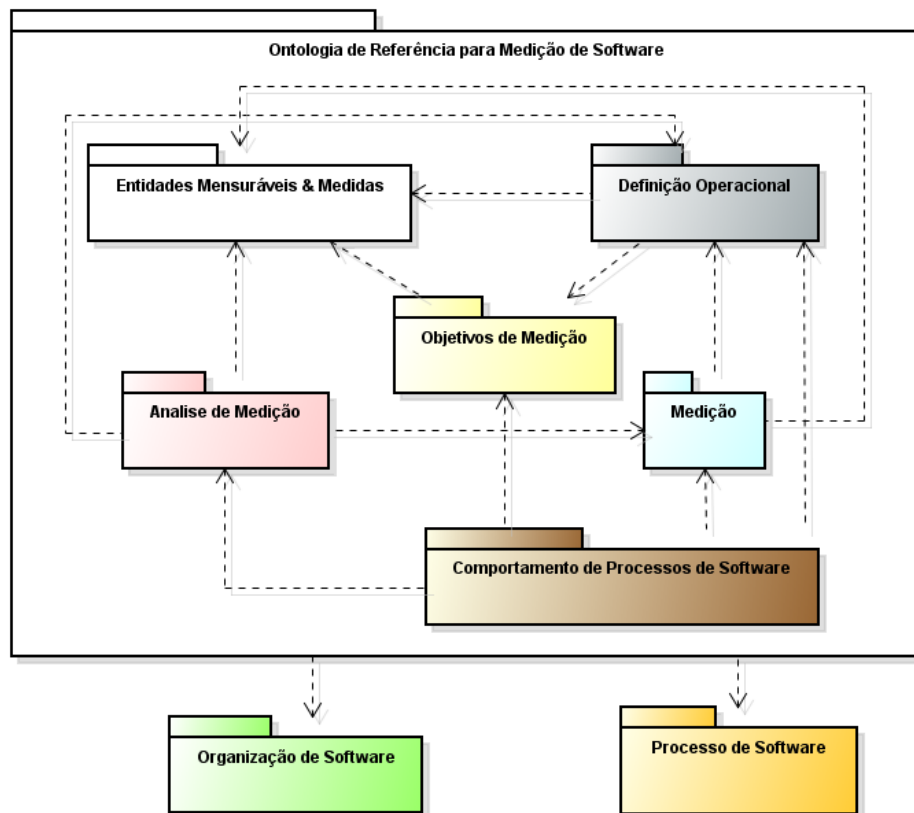 Ontologia de Referência para Medição de Software
Entidades Mensuráveis & Medidas
Definição Operacional
Objetivos de Medição
Analise de Medição
Medição
Comportamento de Processos de Software
Organização de Software
Processo de Software